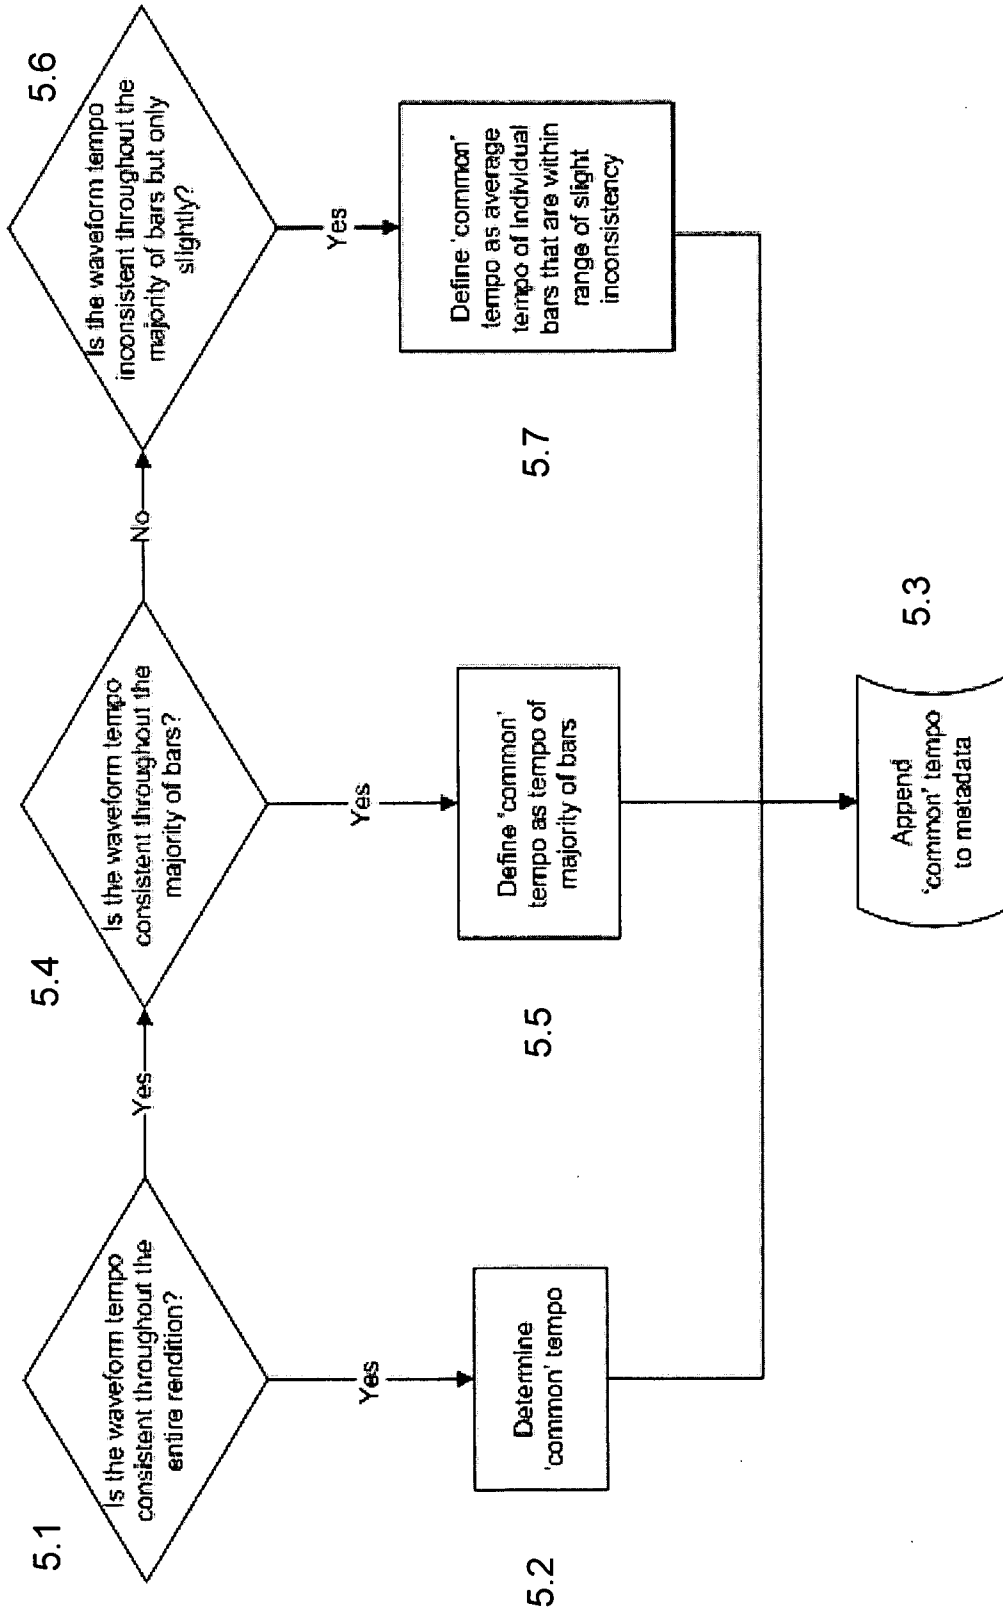 5.1
Is the waveform tempo
consistent throughout the
entire rendition?
Yes
Yes
5.2
Determine
'common' tempo
5.4
Is the waveform tempo
consistent throughout the
majority of bars?
No
Yes
5.5
Define 'common'
tempo as tempo of
majority of bars
5.6
Is the waveform tempo
inconsistent throughout the
majority of bars but only
slightly?
Yes
5.7
Define 'common'
tempo as average
tempo of individual
bars that are within
range of slight
inconsistency
5.3
Append
'common' tempo
to metadata